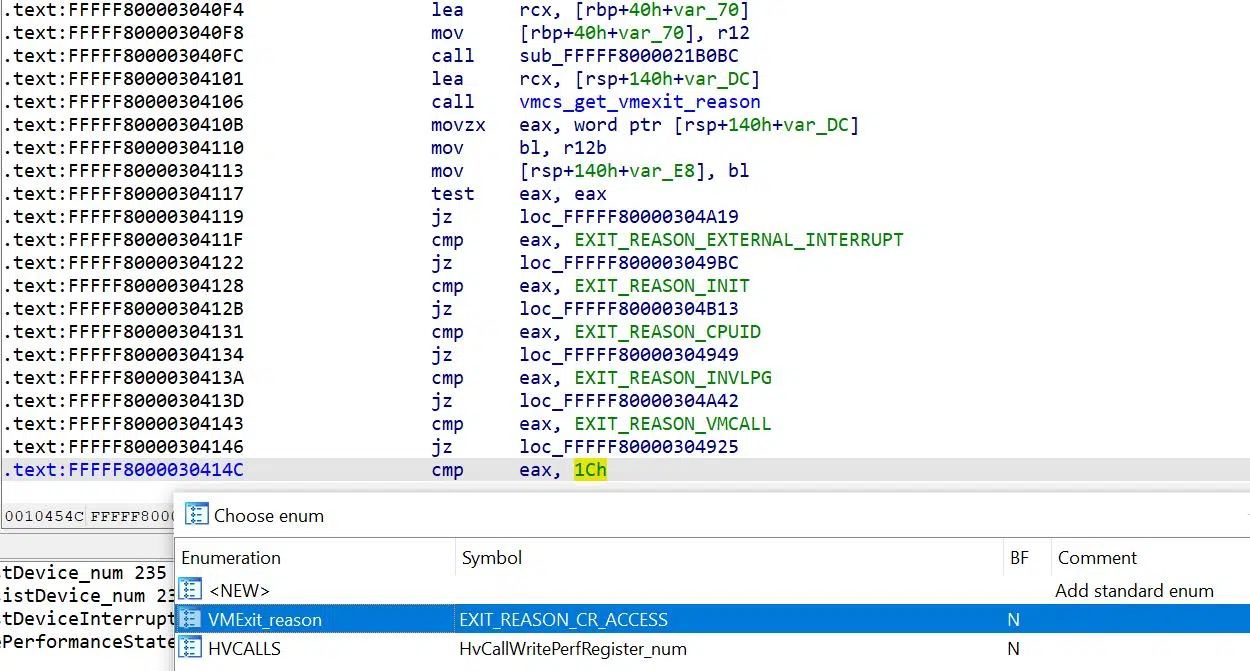 .text:FFFFF800003040F4 lea rcx, [rbp+40h+var_70]
.text:FFFFF800003040F8 mov [rbp+40h+var_70], r12
.text:FFFFF800003040FC call sub_FFFFF8000021B0BC
.text:FFFFF80000304101 lea rcx, [rsp+140h+var_DC]
.text:FFFFF80000304106 call vmcs_get_vmexit_reason
.text:FFFFF8000030410B movzx eax, word ptr [rsp+140h+var_DC]
.text:FFFFF80000304110 mov bl, r12b
.text:FFFFF80000304113 mov [rsp+140h+var_E8], bl
.text:FFFFF80000304117 test eax, eax
.text:FFFFF80000304119 jz loc_FFFFF80000304A19
.text:FFFFF8000030411F cmp eax, EXIT_REASON_EXTERNAL_INTERRUPT
.text:FFFFF80000304122 jz loc_FFFFF800003049BC
.text:FFFFF80000304128 cmp eax, EXIT_REASON_INIT
.text:FFFFF8000030412B jz loc_FFFFF80000304B13
.text:FFFFF80000304131 cmp eax, EXIT_REASON_CPUID
.text:FFFFF80000304134 jz loc_FFFFF80000304949
.text:FFFFF8000030413A cmp eax, EXIT_REASON_INVLPG
.text:FFFFF8000030413D jz loc_FFFFF80000304A42
.text:FFFFF80000304143 cmp eax, EXIT_REASON_VMCALL
.text:FFFFF80000304146 jz loc_FFFFF80000304925
.text:FFFFF8000030414C cmp eax, 1Ch
0010454C FFFFF800
Choose enum
Enumeration Symbol BF Comment
<NEW> Add standard enum
VMExit_reason EXIT_REASON_CR_ACCESS N
HVCALLS HvCallWritePerfRegister_num N
stDevice_num 235
istDevice_num 23
stDeviceInterrupt
ePerformanceState